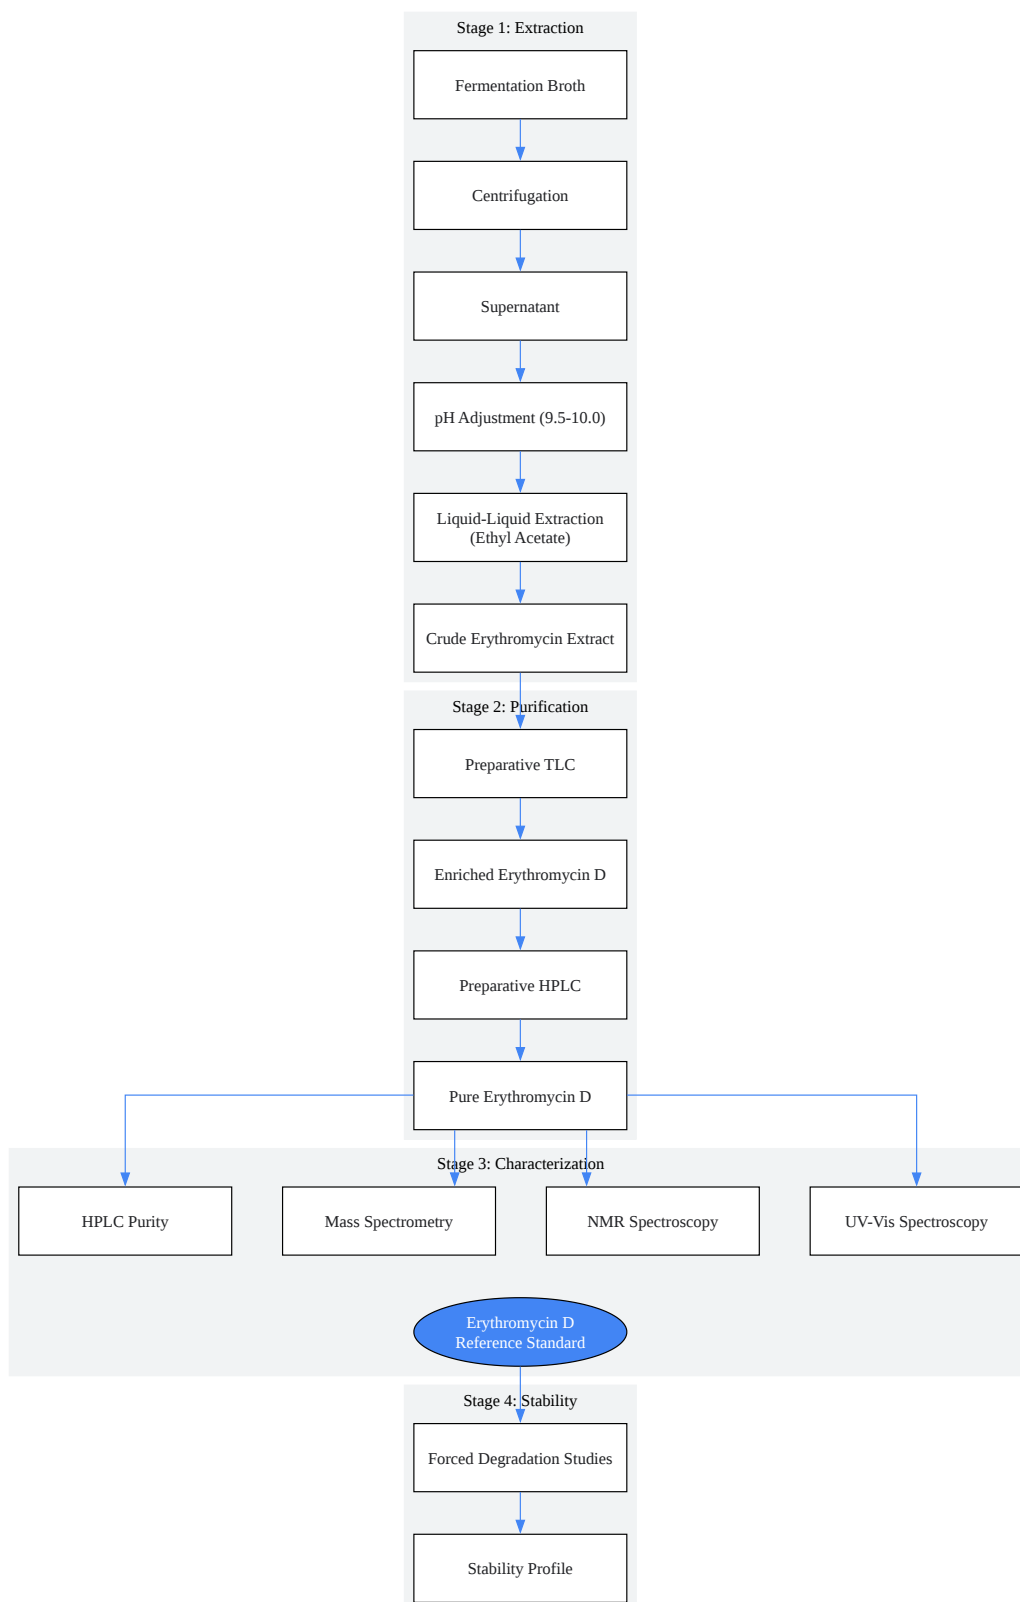 Stage 1: Extraction
Fermentation Broth
Centrifugation
Supernatant
pH Adjustment (9.5-10.0)
Liquid-Liquid Extraction
(Ethyl Acetate)
Crude Erythromycin Extract
Stage 2: Purification
Preparative TLC
Enriched Erythromycin D
Preparative HPLC
Pure Erythromycin D
Stage 3: Characterization
HPLC Purity
Mass Spectrometry
NMR Spectroscopy
UV-Vis Spectroscopy
Erythromycin D
Reference Standard
Stage 4: Stability
Forced Degradation Studies
Stability Profile